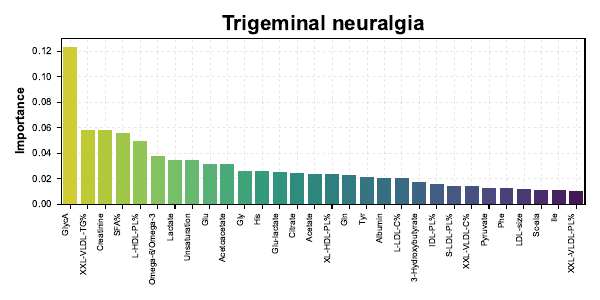 Trigeminal neuralgia
Importance
0.12
0.10
0.08
0.06
0.04
0.02
0.00
GlycA
XXL-VLDL-TG%
Creatinine
SFA%
L-HDL-PL%
Omega-6/Omega-3
Lactate
Unsaturation
Glu
Acetoacetate
Gly
His
Glu-lactate
Citrate
Acetate
XL-HDL-PL%
Gln
Tyr
Albumin
L-LDL-C%
3-Hydroxybutyrate
IDL-PL%
S-LDL-PL%
XXL-VLDL-C%
Pyruvate
Phe
LDL-size
Ile
XXL-VLDL-PL%